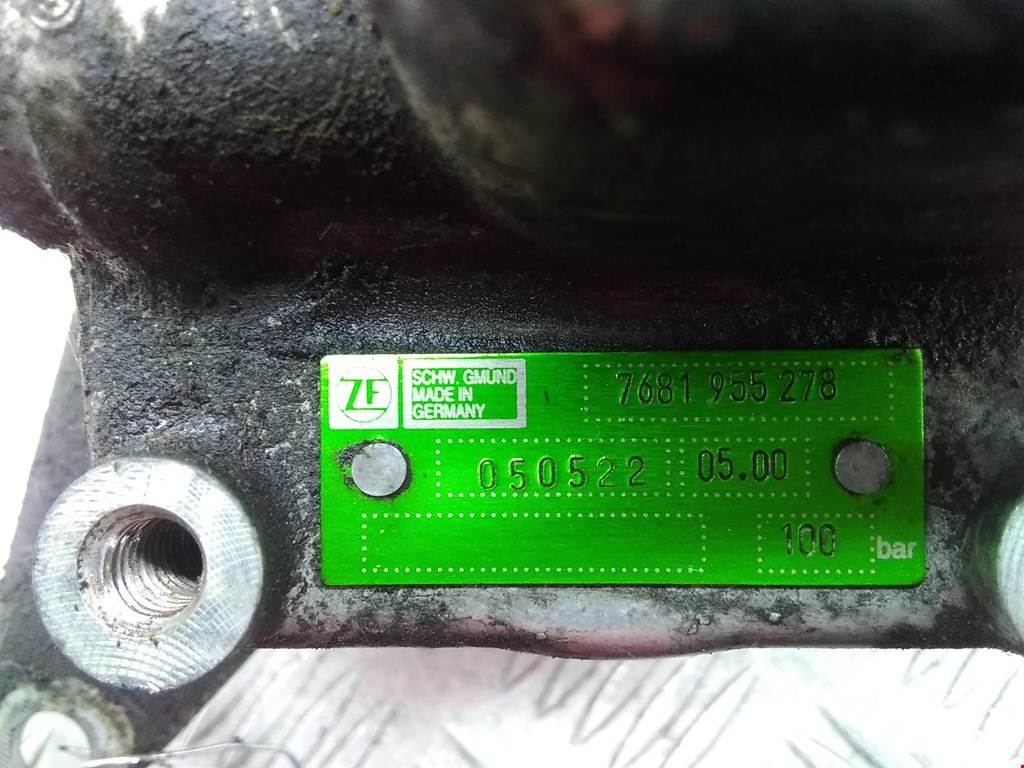 ZF
SCHW. GMÜND
MADE IN
GERMANY
7681 955 278
050522
05.00
100 bar